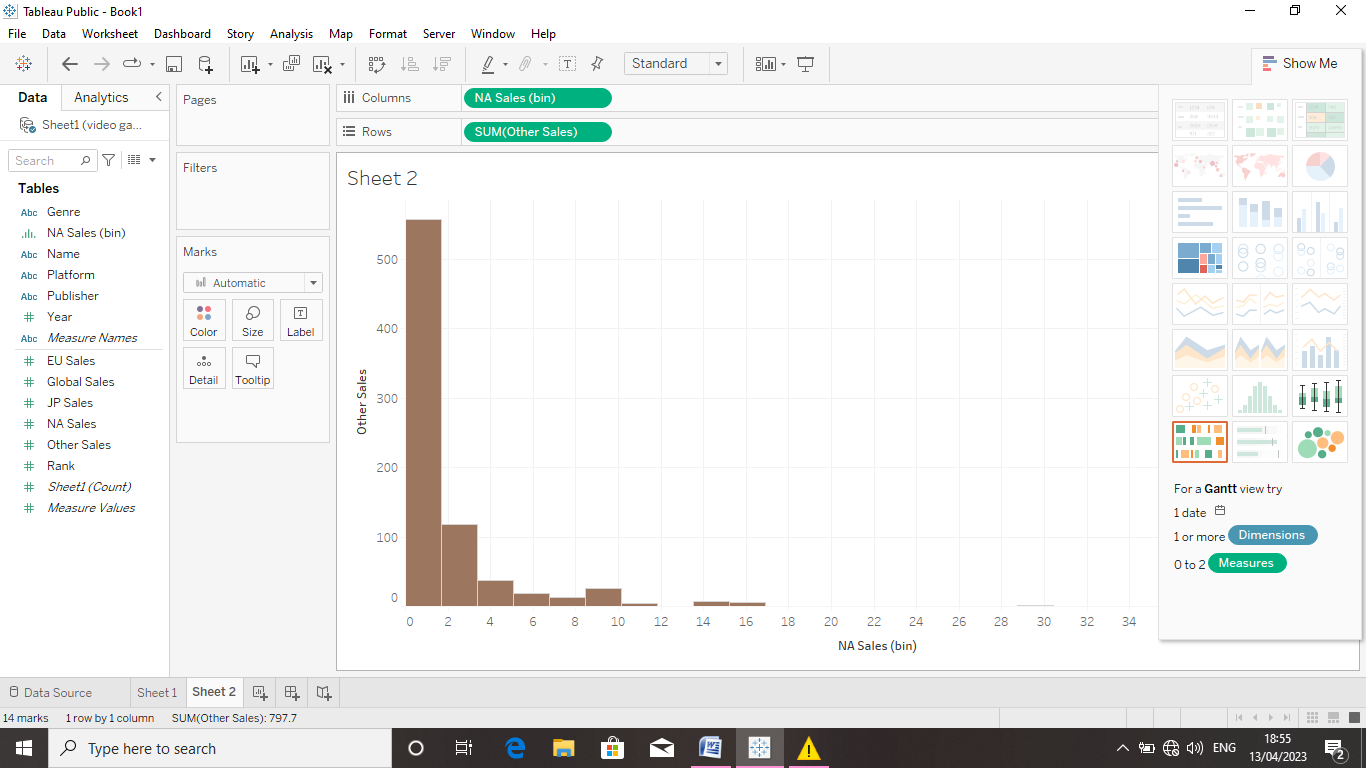 Tableau Public - Book1
File Data Worksheet Dashboard Story Analysis Map Format Server Window Help
Standard
Show Me
Data Analytics
Sheet1 (video ga...
Search
Tables
Abc Genre
NA Sales (bin)
Abc Name
Abc Platform
Abc Publisher
# Year
Abc Measure Names
# EU Sales
# Global Sales
# JP Sales
# NA Sales
# Other Sales
# Rank
# Sheet1 (Count)
# Measure Values
Pages
Filters
Marks
Automatic
Color Size Label
Detail Tooltip
Columns NA Sales (bin)
Rows SUM(Other Sales)
Sheet 2
Other Sales
500
400
300
200
100
0
0 2 4 6 8 10 12 14 16 18 20 22 24 26 28 30 32 34
NA Sales (bin)
For a Gantt view try
1 date
1 or more Dimensions
0 to 2 Measures
Data Source Sheet 1 Sheet 2
14 marks 1 row by 1 column SUM(Other Sales): 797.7
Type here to search
ENG
18:55
13/04/2023
2